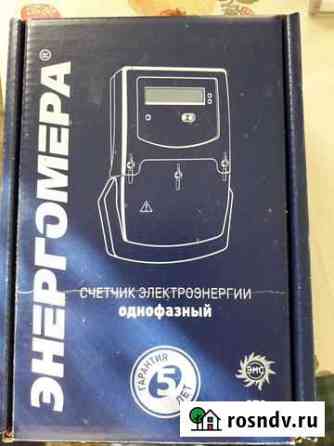 ЭНЕРГОМЕРА®
СЧЕТЧИК ЭЛЕКТРОЭНЕРГИИ
однофазный
ГАРАНТИЯ
5
ЛЕТ
ЭМС
rosndv.ru